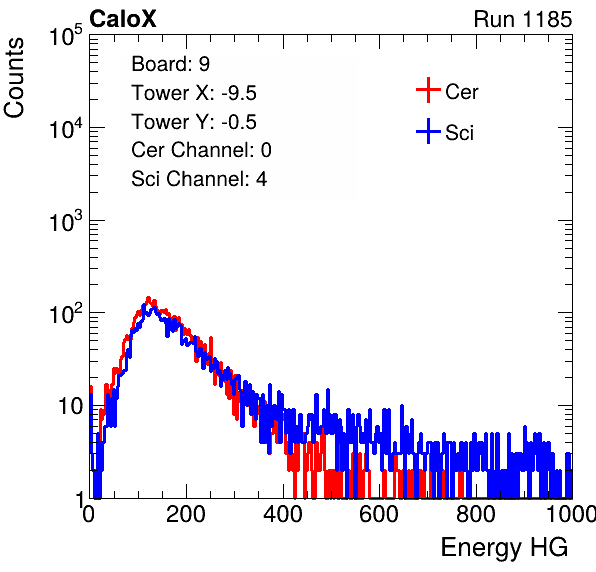 CaloX Run 1185
Counts
10^5
10^4
10^3
10^2
10
1
Board: 9
Tower X: -9.5
Tower Y: -0.5
Cer Channel: 0
Sci Channel: 4
Cer
Sci
0 200 400 600 800 1000
Energy HG